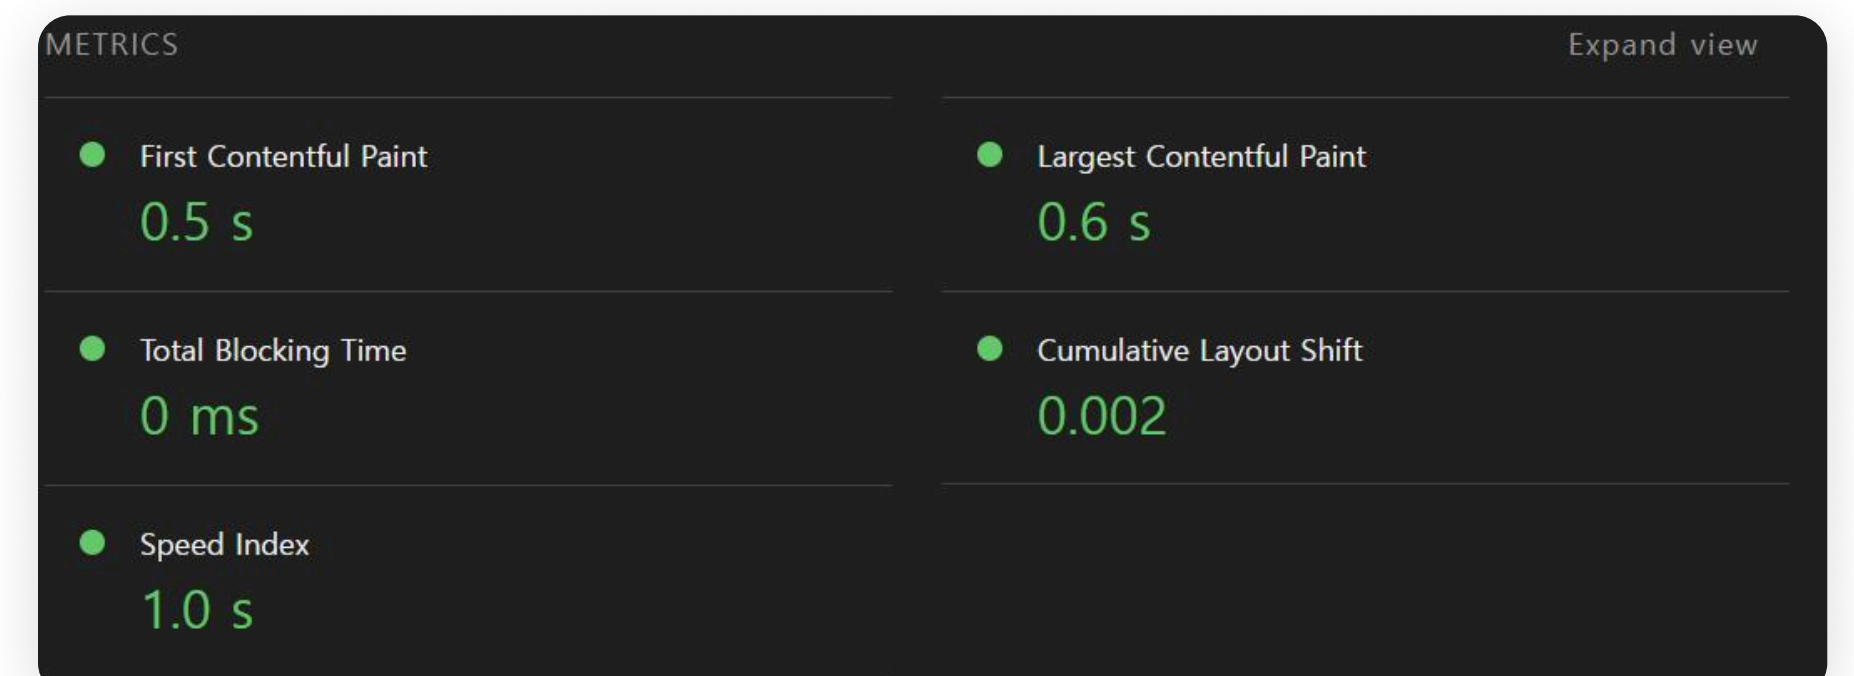 METRICS
Expand view
First Contentful Paint
0.5 s
Largest Contentful Paint
0.6 s
Total Blocking Time
0 ms
Cumulative Layout Shift
0.002
Speed Index
1.0 s